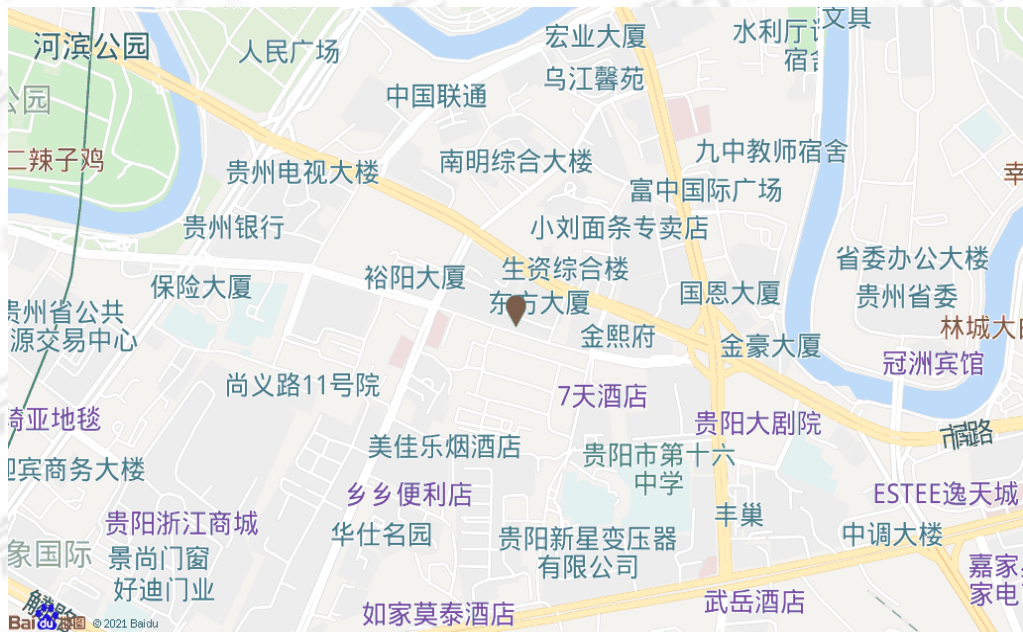 河滨公园
人民广场
宏业大厦
水利厅
宿舍
文具
乌江馨苑
中国联通
公园
二辣子鸡
贵州电视大楼
南明综合大楼
九中教师宿舍
富中国际广场
幸
贵州银行
小刘面条专卖店
省委办公大楼
保险大厦
裕阳大厦
生资综合楼
东方大厦
国恩大厦
贵州省委
贵州省公共
源交易中心
金熙府
金豪大厦
林城大
冠洲宾馆
尚义路11号院
7天酒店
琦亚地毯
贵阳大剧院
美佳乐烟酒店
贵阳市第十六
中学
迎宾商务大楼
乡乡便利店
ESTEE逸天城
贵阳浙江商城
丰巢
华仕名园
贵阳新星变压器
有限公司
中调大楼
象国际
景尚门窗
好迪门业
嘉家
家电
武岳酒店
如家莫泰酒店
Bai du 地图
© 2021 Baidu